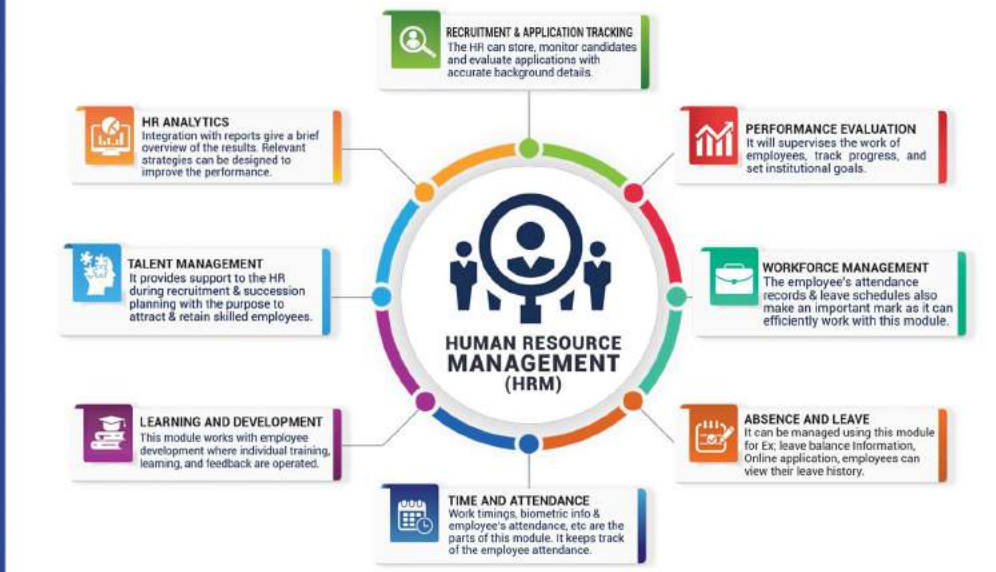 RECRUITMENT & APPLICATION TRACKING
The HR can store, monitor candidates
and evaluate applications with
accurate background details.
HR ANALYTICS
Integration with reports give a brief
overview of the results. Relevant
strategies can be designed to
improve the performance.
PERFORMANCE EVALUATION
It will supervises the work of
employees, track progress, and
set institutional goals.
TALENT MANAGEMENT
It provides support to the HR
during recruitment & succession
planning with the purpose to
attract & retain skilled employees.
HUMAN RESOURCE
MANAGEMENT
(HRM)
WORKFORCE MANAGEMENT
The employee's attendance
records & leave schedules also
make an important mark as it can
efficiently work with this module.
LEARNING AND DEVELOPMENT
This module works with employee
development where individual training,
learning, and feedback are operated.
ABSENCE AND LEAVE
It can be managed using this module
for Ex; leave balance Information,
Online application, employees can
view their leave history.
TIME AND ATTENDANCE
Work timings, biometric info &
employee's attendance, etc are the
parts of this module. It keeps track
of the employee attendance.